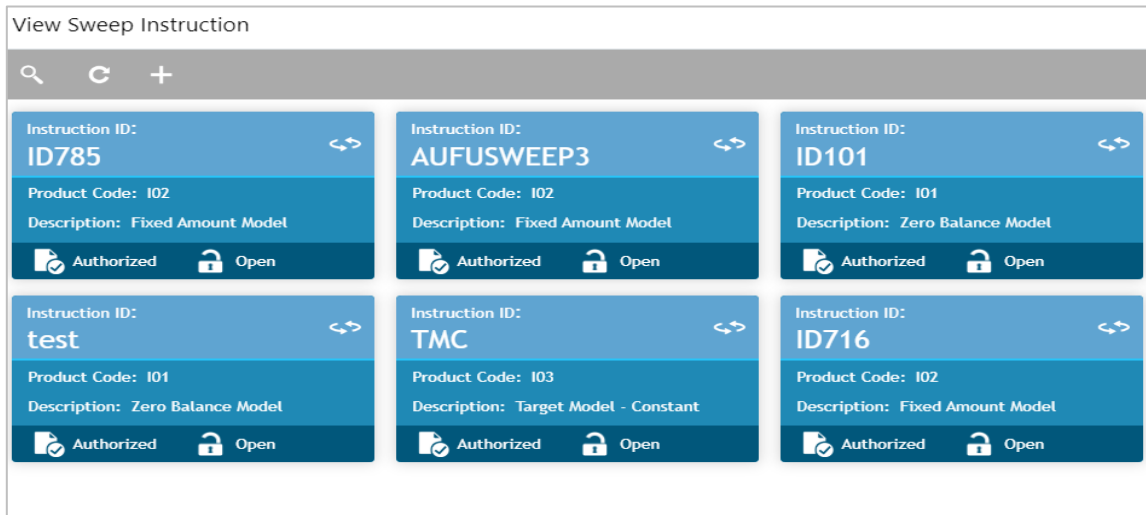 View Sweep Instruction
Instruction ID:
ID785
Product Code: I02
Description: Fixed Amount Model
Authorized Open
Instruction ID:
AUFUSWEEP3
Product Code: I02
Description: Fixed Amount Model
Authorized Open
Instruction ID:
ID101
Product Code: I01
Description: Zero Balance Model
Authorized Open
Instruction ID:
test
Product Code: I01
Description: Zero Balance Model
Authorized Open
Instruction ID:
TMC
Product Code: I03
Description: Target Model - Constant
Authorized Open
Instruction ID:
ID716
Product Code: I02
Description: Fixed Amount Model
Authorized Open